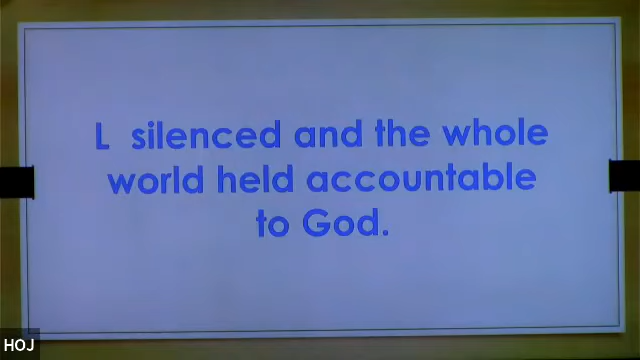 L silenced and the whole
world held accountable
to God.
HOJ